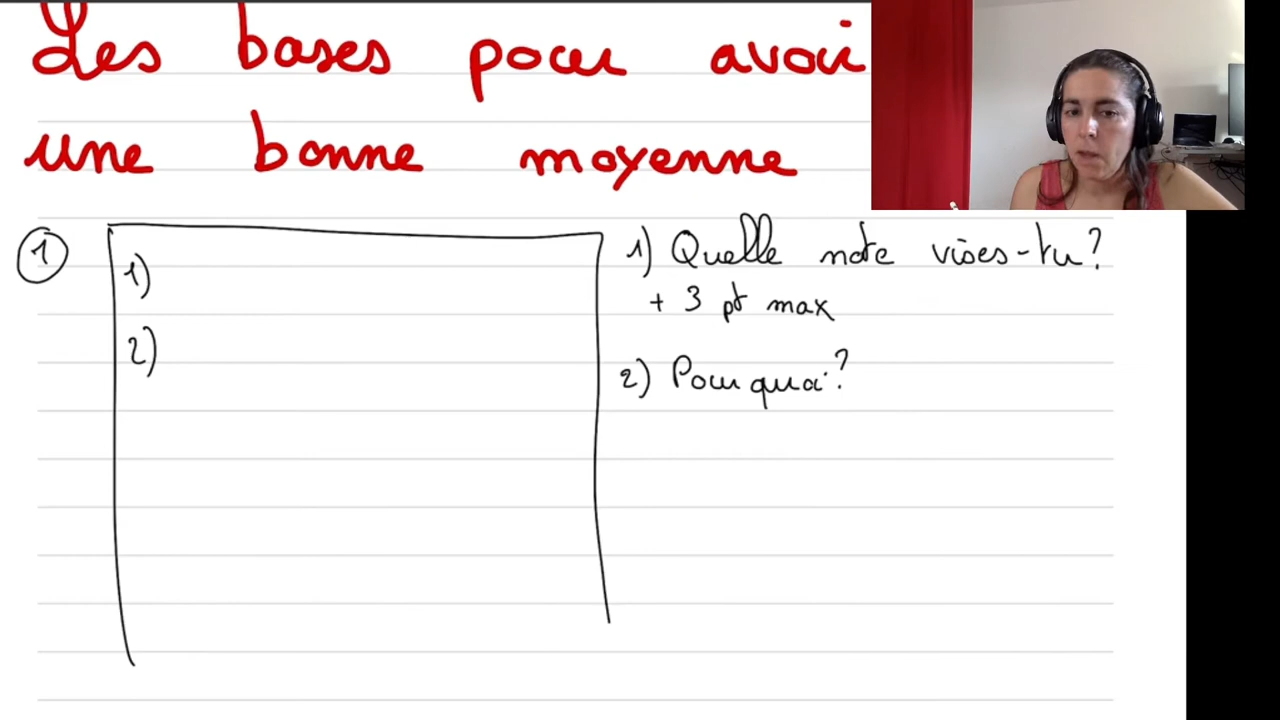 Les bases pour avoir
une bonne moyenne
1
1)
2)
1) Quelle note vises-tu?
+ 3 pt max
2) Pourquoi?